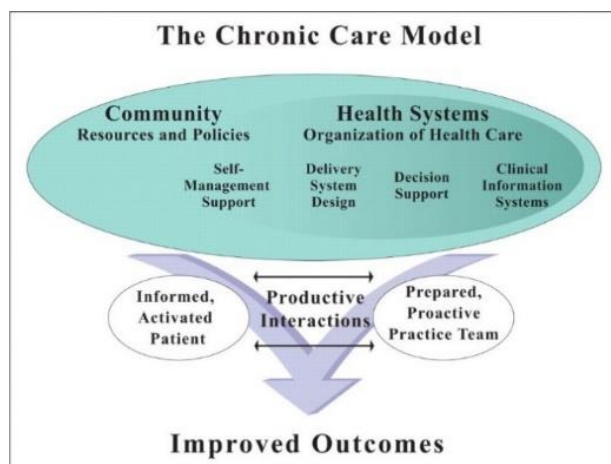 The Chronic Care Model
Community
Resources and Policies
Health Systems
Organization of Health Care
Self-
Management
Support
Delivery
System
Design
Decision
Support
Clinical
Information
Systems
Informed,
Activated
Patient
Productive
Interactions
Prepared,
Proactive
Practice Team
Improved Outcomes